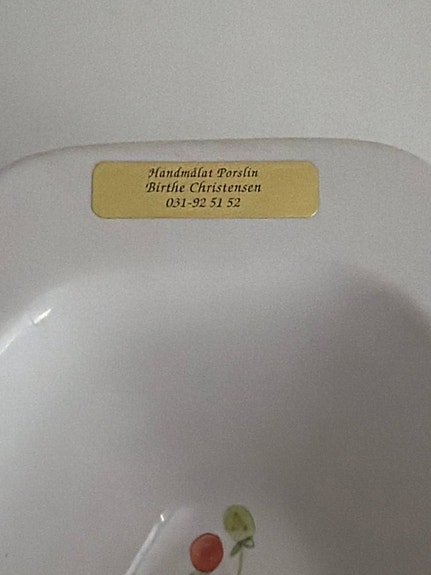 Handmålat Porslin
Birthe Christensen
031-92 51 52